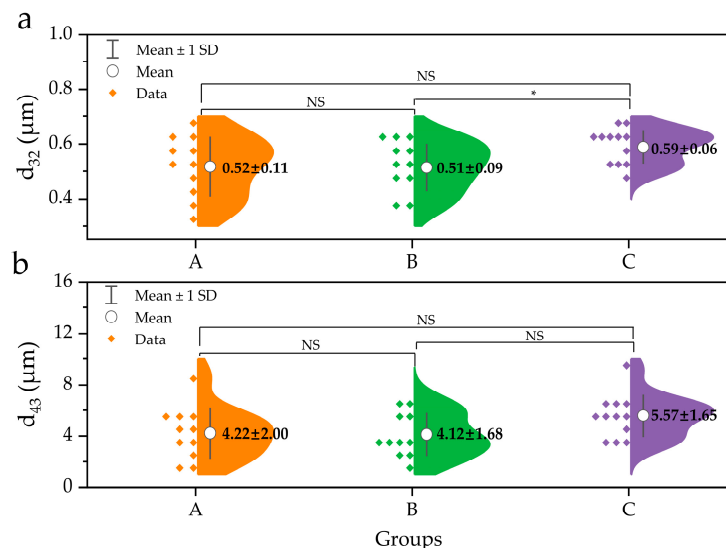 a
d32 (μm)
1.0
0.8
0.6
0.4
Mean ± 1 SD
Mean
Data
NS
NS
*
0.52±0.11
0.51±0.09
0.59±0.06
A
B
C
b
d43 (μm)
16
12
8
4
0
Mean ± 1 SD
Mean
Data
NS
NS
NS
4.22±2.00
4.12±1.68
5.57±1.65
A
B
C
Groups